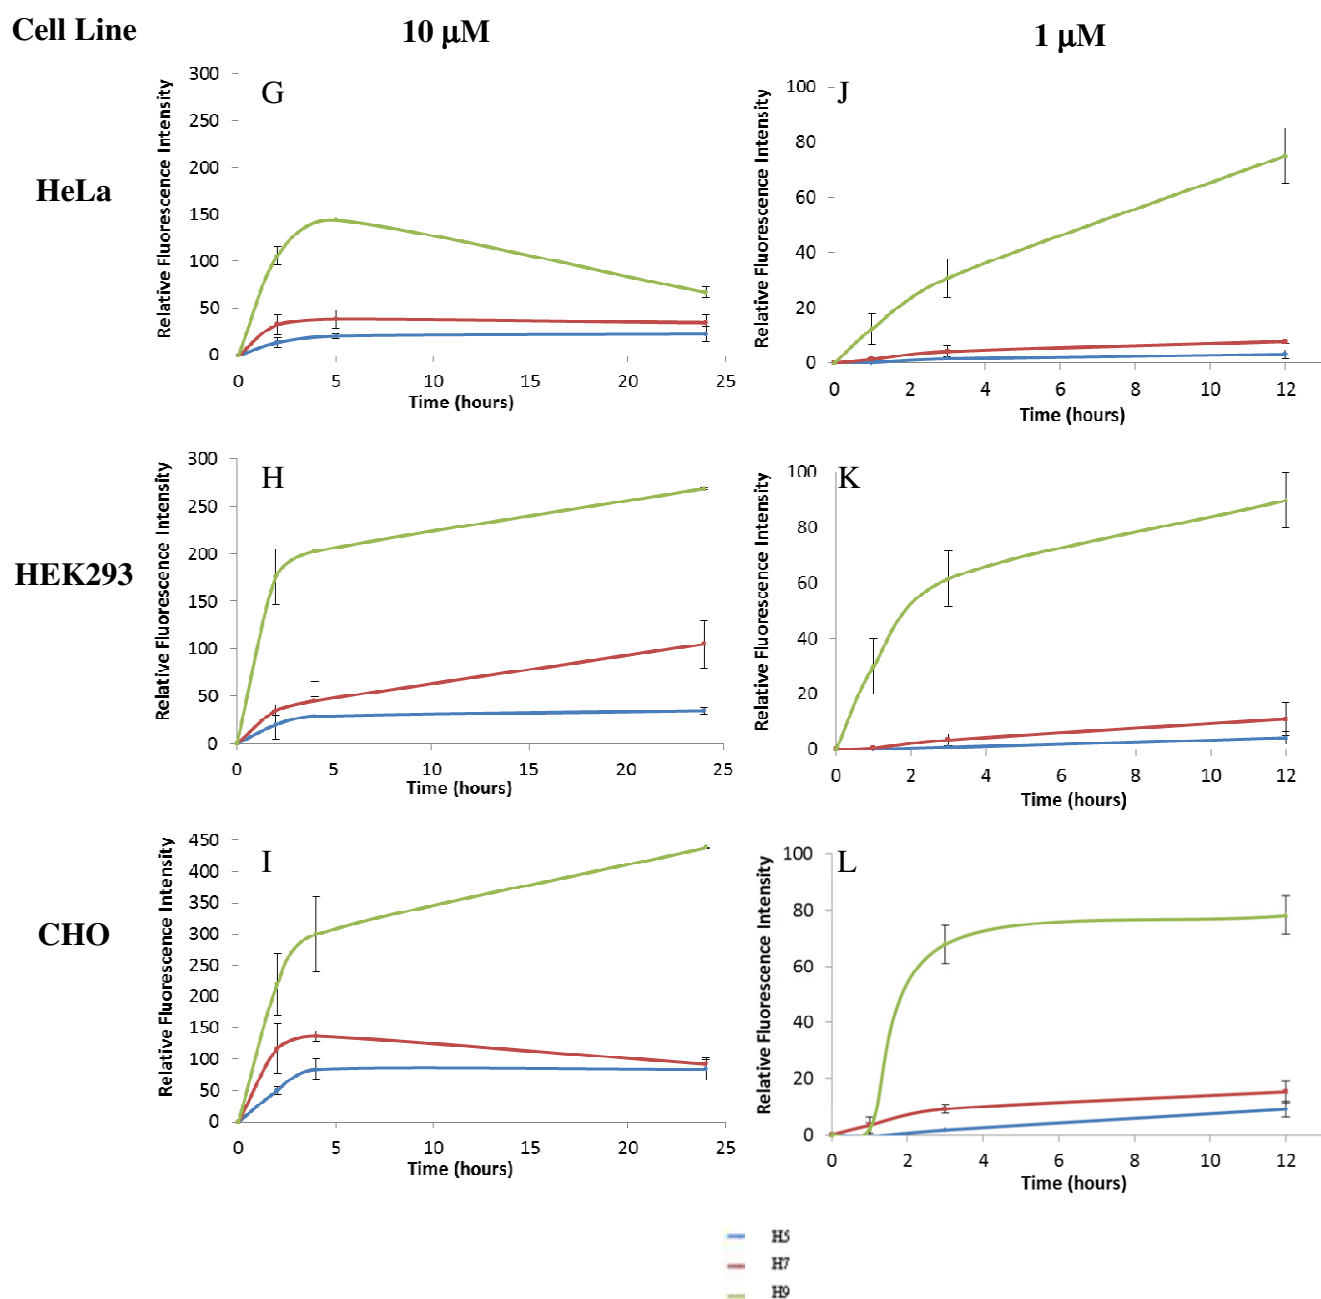 Cell Line
10 µM
1 µM
HeLa
G
Relative Fluorescence Intensity
300
250
200
150
100
50
0
0 5 10 15 20 25
Time (hours)
J
Relative Fluorescence Intensity
100
80
60
40
20
0
0 2 4 6 8 10 12
Time (hours)
HEK293
H
Relative Fluorescence Intensity
300
250
200
150
100
50
0
0 5 10 15 20 25
Time (hours)
K
Relative Fluorescence Intensity
100
80
60
40
20
0
0 2 4 6 8 10 12
Time (hours)
CHO
I
Relative Fluorescence Intensity
450
400
350
300
250
200
150
100
50
0
0 5 10 15 20 25
Time (hours)
L
Relative Fluorescence Intensity
100
80
60
40
20
0
0 2 4 6 8 10 12
Time (hours)
H5
H7
H9